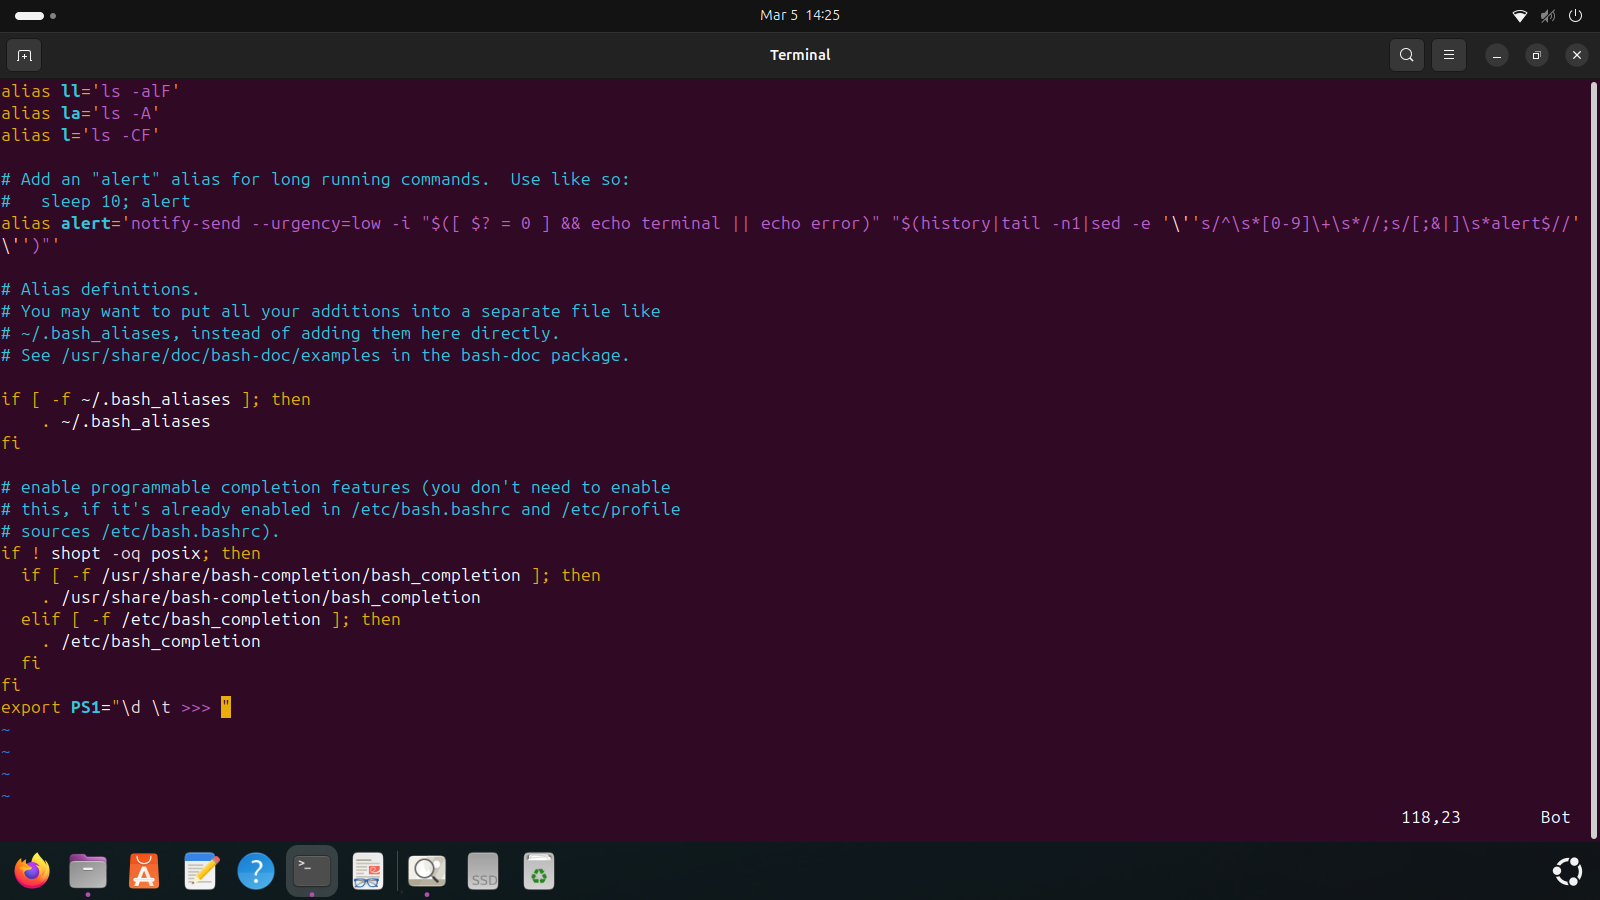 Mar 5 14:25
Terminal
alias ll='ls -alF'
alias la='ls -A'
alias l='ls -CF'
# Add an "alert" alias for long running commands.  Use like so:
#   sleep 10; alert
alias alert='notify-send --urgency=low -i "$([ $? = 0 ] && echo terminal || echo error)" "$(history|tail -n1|sed -e '\''s/^\s*[0-9]\+\s*//;s/[;&|]\s*alert$//'
\'')"'
# Alias definitions.
# You may want to put all your additions into a separate file like
# ~/.bash_aliases, instead of adding them here directly.
# See /usr/share/doc/bash-doc/examples in the bash-doc package.
if [ -f ~/.bash_aliases ]; then
    . ~/.bash_aliases
fi
# enable programmable completion features (you don't need to enable
# this, if it's already enabled in /etc/bash.bashrc and /etc/profile
# sources /etc/bash.bashrc).
if ! shopt -oq posix; then
  if [ -f /usr/share/bash-completion/bash_completion ]; then
    . /usr/share/bash-completion/bash_completion
  elif [ -f /etc/bash_completion ]; then
    . /etc/bash_completion
  fi
fi
export PS1="\d \t >>> "
~
~
~
~
118,23 Bot
>_
?
SSD